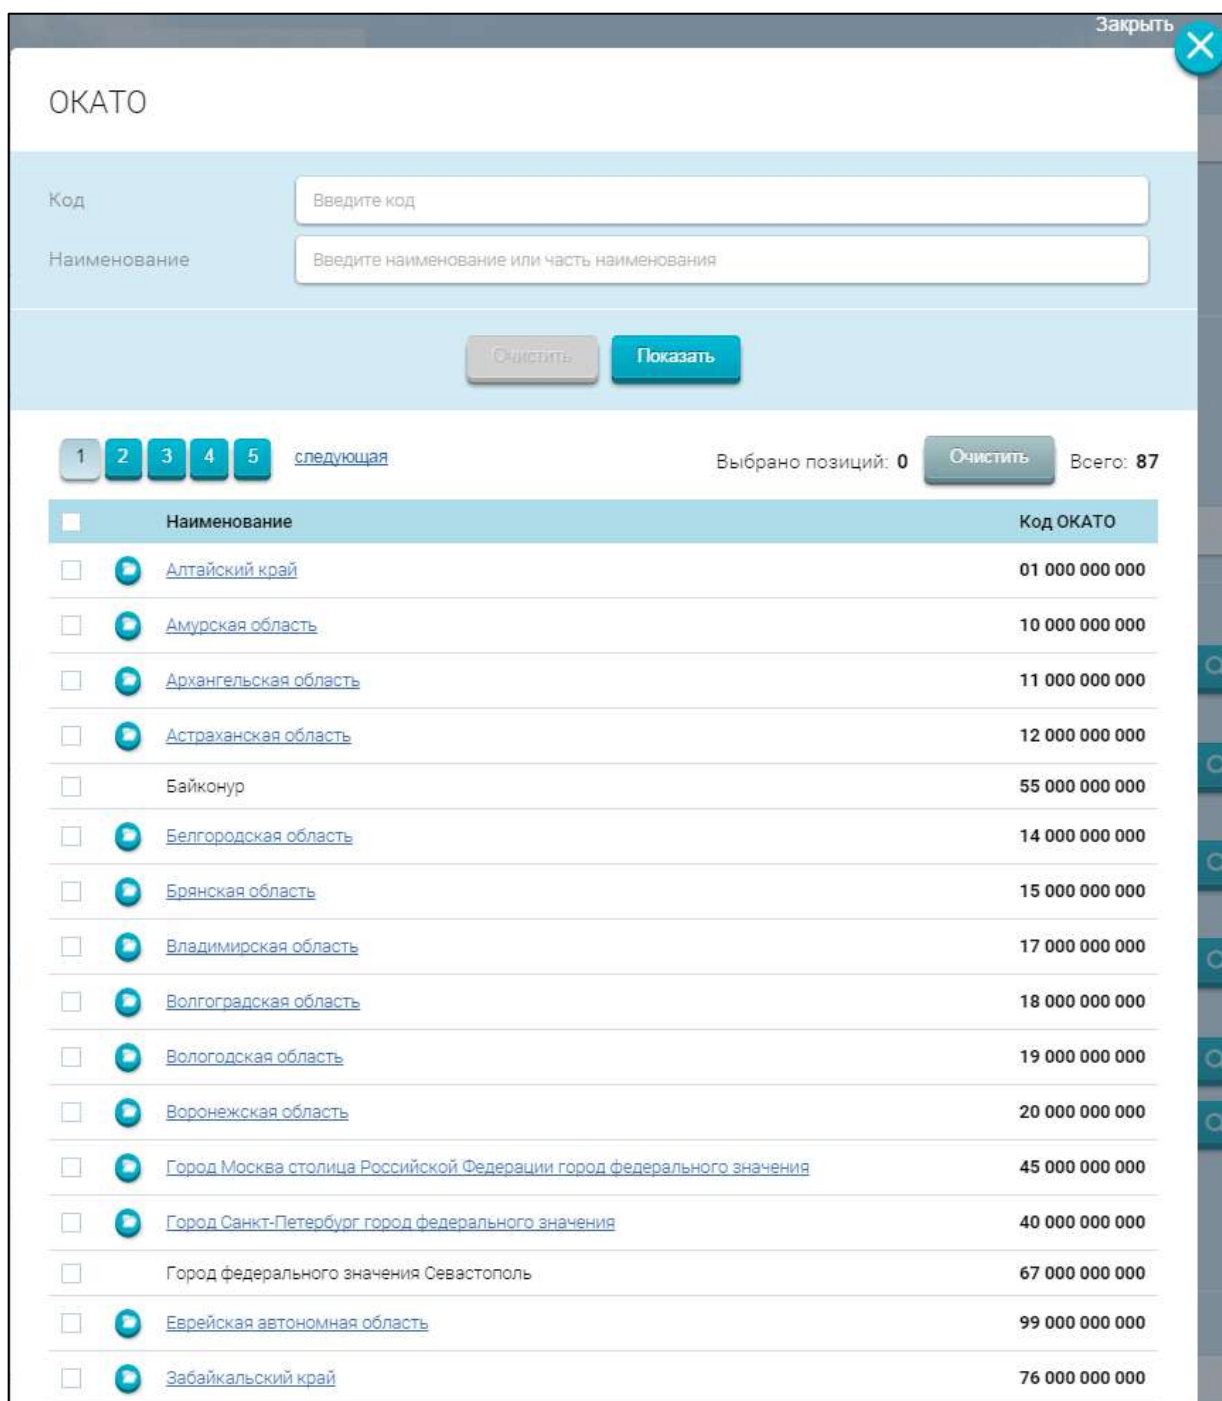 Закрыть
ОКАТО
Код Введите код
Наименование Введите наименование или часть наименования
Очистить Показать
1 2 3 4 5 следующая Выбрано позиций: 0 Очистить Всего: 87
Наименование Код ОКАТО
Алтайский край 01 000 000 000
Амурская область 10 000 000 000
Архангельская область 11 000 000 000
Астраханская область 12 000 000 000
Байконур 55 000 000 000
Белгородская область 14 000 000 000
Брянская область 15 000 000 000
Владимирская область 17 000 000 000
Волгоградская область 18 000 000 000
Вологодская область 19 000 000 000
Воронежская область 20 000 000 000
Город Москва столица Российской Федерации город федерального значения 45 000 000 000
Город Санкт-Петербург город федерального значения 40 000 000 000
Город федерального значения Севастополь 67 000 000 000
Еврейская автономная область 99 000 000 000
Забайкальский край 76 000 000 000